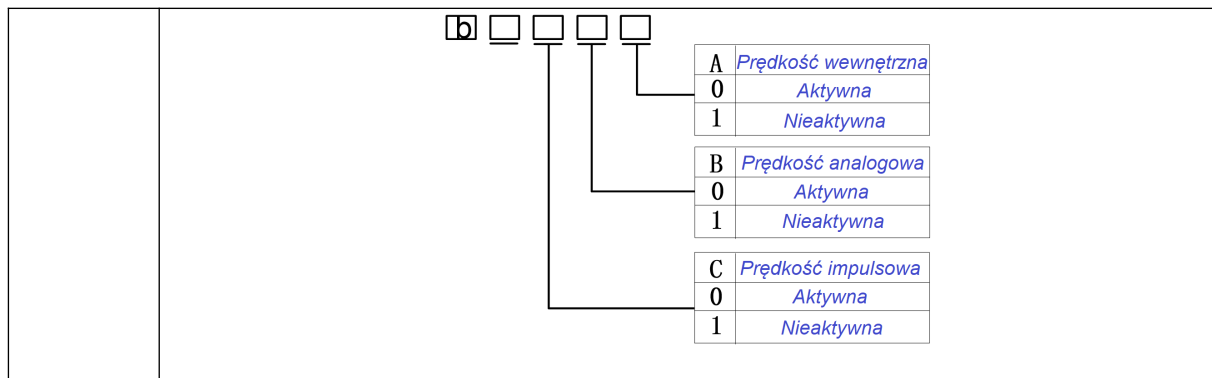 b
A Prędkość wewnętrzna
0 Aktywna
1 Nieaktywna
B Prędkość analogowa
0 Aktywna
1 Nieaktywna
C Prędkość impulsowa
0 Aktywna
1 Nieaktywna